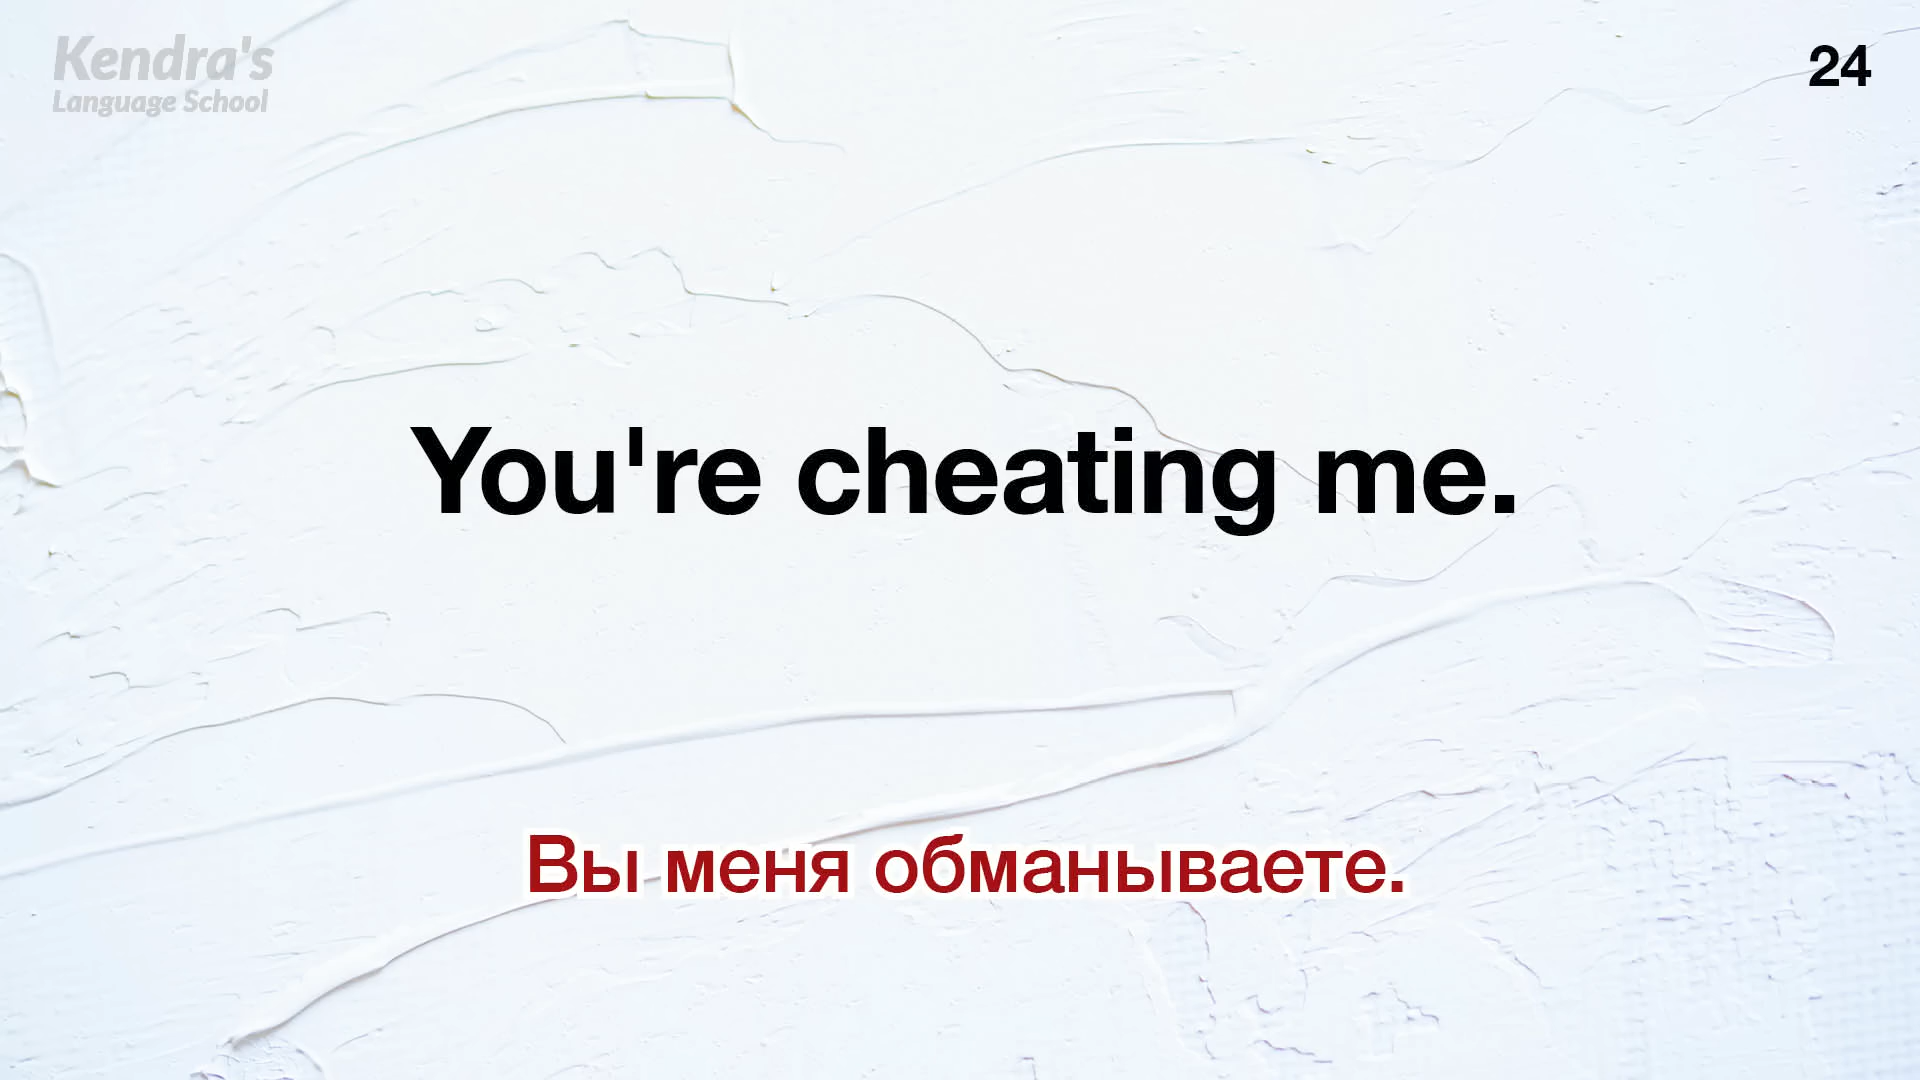 Kendra's
Language School
24
You're cheating me.
Вы меня обманываете.